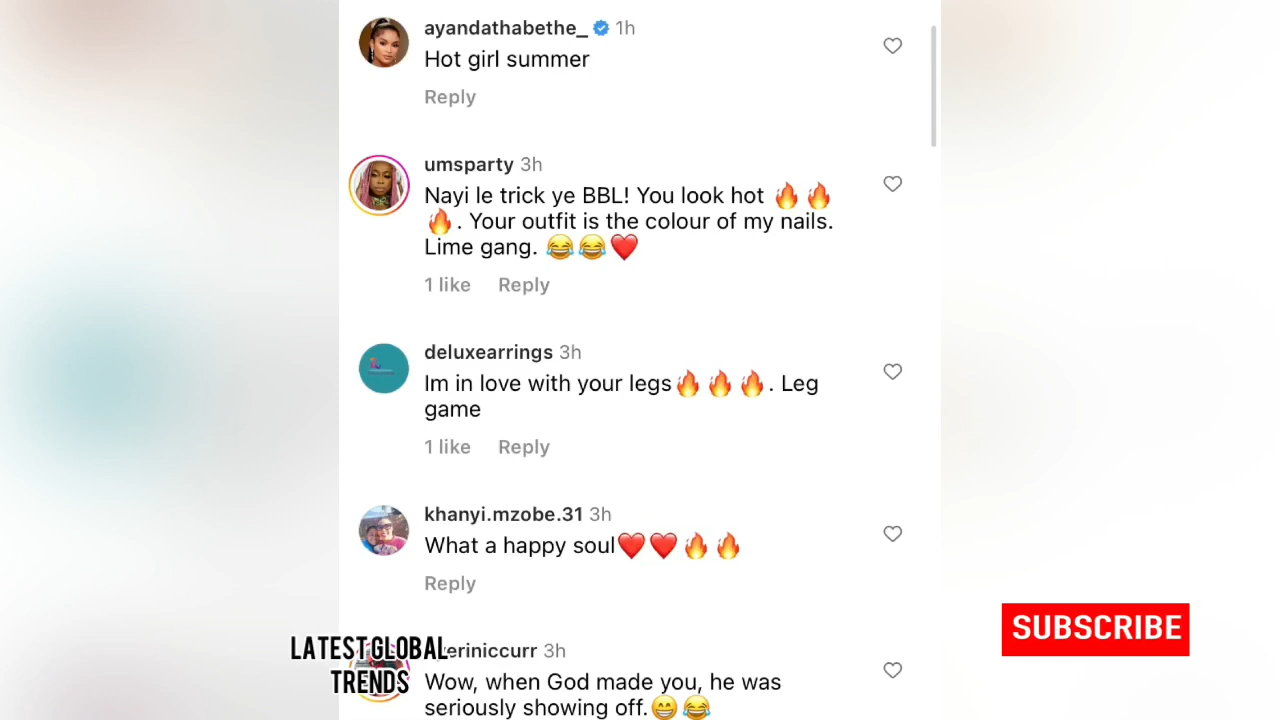 ayandathabethe_ 1h
Hot girl summer
Reply
umsparty 3h
Nayi le trick ye BBL! You look hot 🔥🔥
🔥. Your outfit is the colour of my nails.
Lime gang. 😂😂❤️
1 like Reply
deluxearrings 3h
Im in love with your legs🔥🔥🔥. Leg
game
1 like Reply
khanyi.mzobe.31 3h
What a happy soul❤️❤️🔥🔥
Reply
eriniccurr 3h
Wow, when God made you, he was
seriously showing off.😁😂
LATEST GLOBAL
TRENDS
SUBSCRIBE